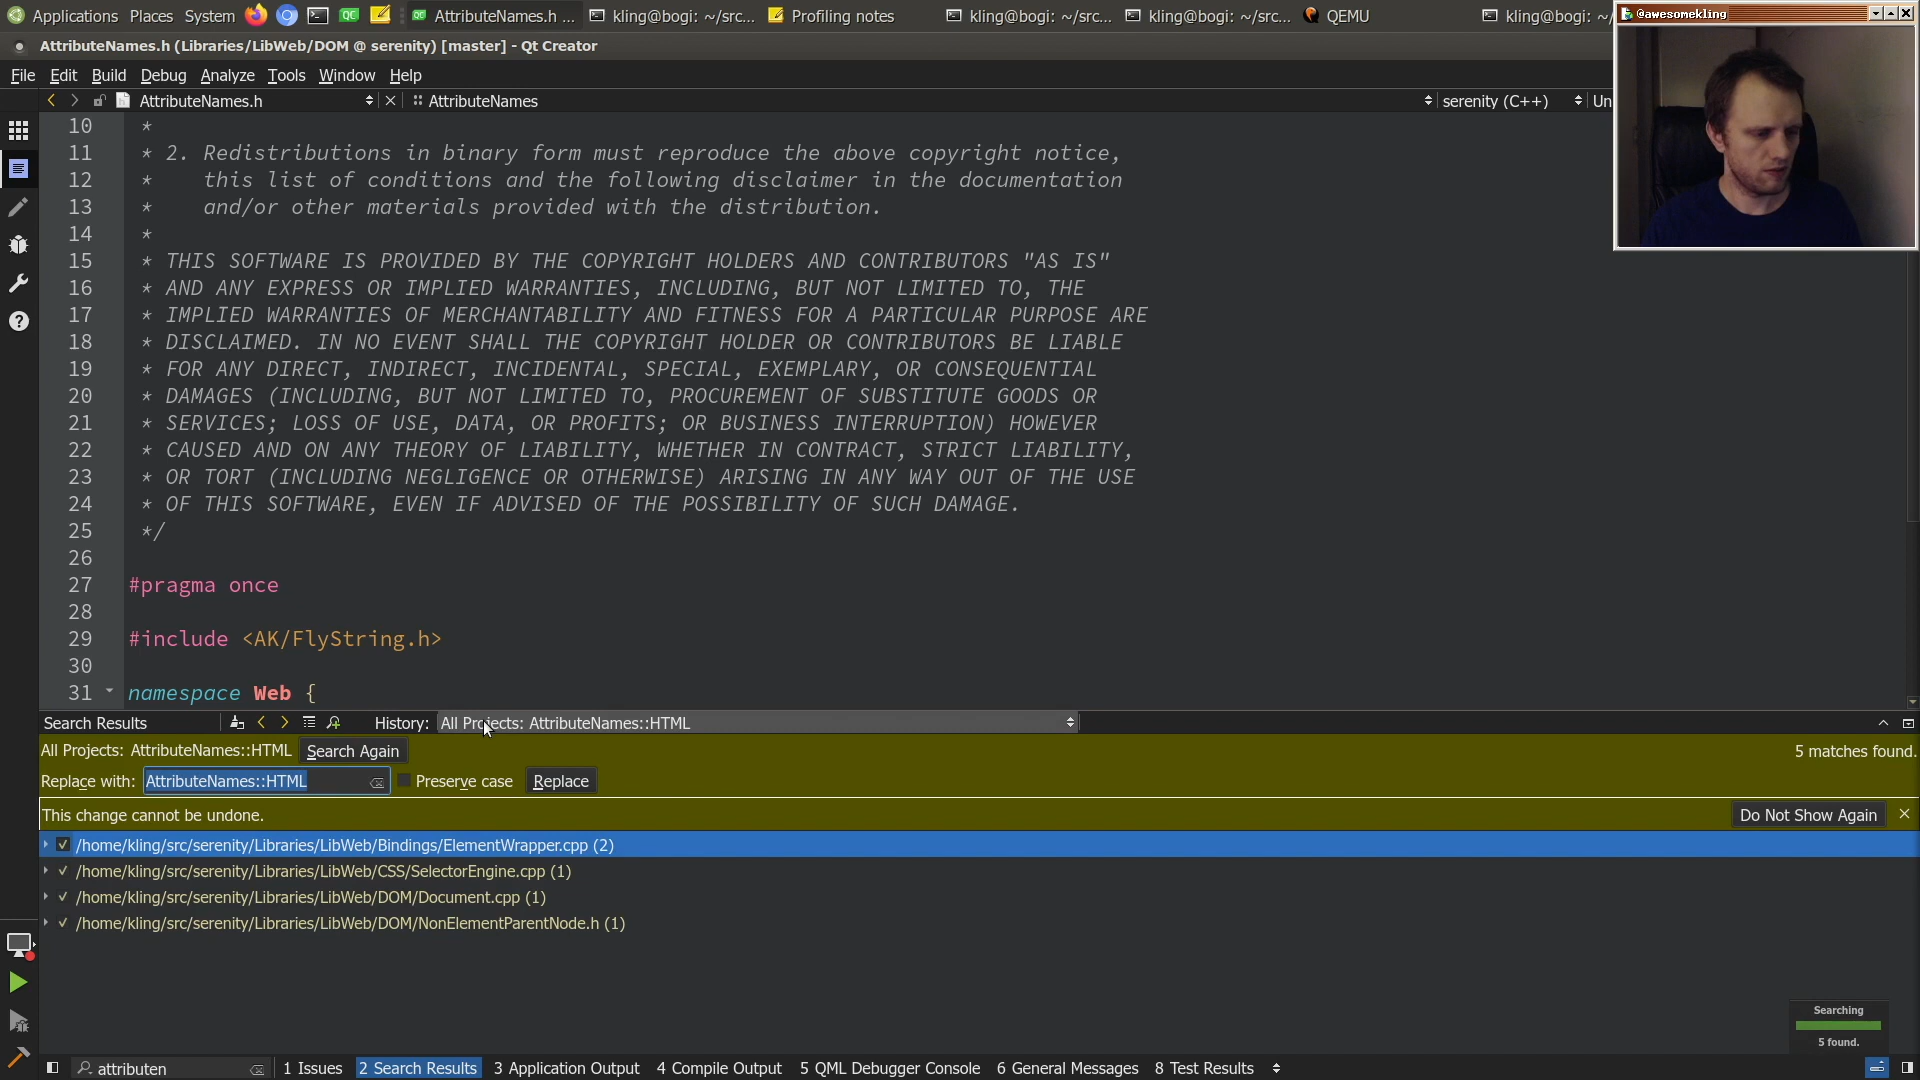 Applications Places System AttributeNames.h ... kling@bogi: ~/src... Profiling notes kling@bogi: ~/src... kling@bogi: ~/src... QEMU kling@bogi: ~/
@awesomekling
AttributeNames.h (Libraries/LibWeb/DOM @ serenity) [master] - Qt Creator
File Edit Build Debug Analyze Tools Window Help
AttributeNames.h AttributeNames serenity (C++) Un
10 *
11 * 2. Redistributions in binary form must reproduce the above copyright notice,
12 * this list of conditions and the following disclaimer in the documentation
13 * and/or other materials provided with the distribution.
14 *
15 * THIS SOFTWARE IS PROVIDED BY THE COPYRIGHT HOLDERS AND CONTRIBUTORS "AS IS"
16 * AND ANY EXPRESS OR IMPLIED WARRANTIES, INCLUDING, BUT NOT LIMITED TO, THE
17 * IMPLIED WARRANTIES OF MERCHANTABILITY AND FITNESS FOR A PARTICULAR PURPOSE ARE
18 * DISCLAIMED. IN NO EVENT SHALL THE COPYRIGHT HOLDER OR CONTRIBUTORS BE LIABLE
19 * FOR ANY DIRECT, INDIRECT, INCIDENTAL, SPECIAL, EXEMPLARY, OR CONSEQUENTIAL
20 * DAMAGES (INCLUDING, BUT NOT LIMITED TO, PROCUREMENT OF SUBSTITUTE GOODS OR
21 * SERVICES; LOSS OF USE, DATA, OR PROFITS; OR BUSINESS INTERRUPTION) HOWEVER
22 * CAUSED AND ON ANY THEORY OF LIABILITY, WHETHER IN CONTRACT, STRICT LIABILITY,
23 * OR TORT (INCLUDING NEGLIGENCE OR OTHERWISE) ARISING IN ANY WAY OUT OF THE USE
24 * OF THIS SOFTWARE, EVEN IF ADVISED OF THE POSSIBILITY OF SUCH DAMAGE.
25 */
26
27 #pragma once
28
29 #include <AK/FlyString.h>
30
31 namespace Web {
Search Results History: All Projects: AttributeNames::HTML
All Projects: AttributeNames::HTML Search Again 5 matches found.
Replace with: AttributeNames::HTML Preserve case Replace
This change cannot be undone. Do Not Show Again
/home/kling/src/serenity/Libraries/LibWeb/Bindings/ElementWrapper.cpp (2)
/home/kling/src/serenity/Libraries/LibWeb/CSS/SelectorEngine.cpp (1)
/home/kling/src/serenity/Libraries/LibWeb/DOM/Document.cpp (1)
/home/kling/src/serenity/Libraries/LibWeb/DOM/NonElementParentNode.h (1)
Searching
5 found.
attributen 1 Issues 2 Search Results 3 Application Output 4 Compile Output 5 QML Debugger Console 6 General Messages 8 Test Results